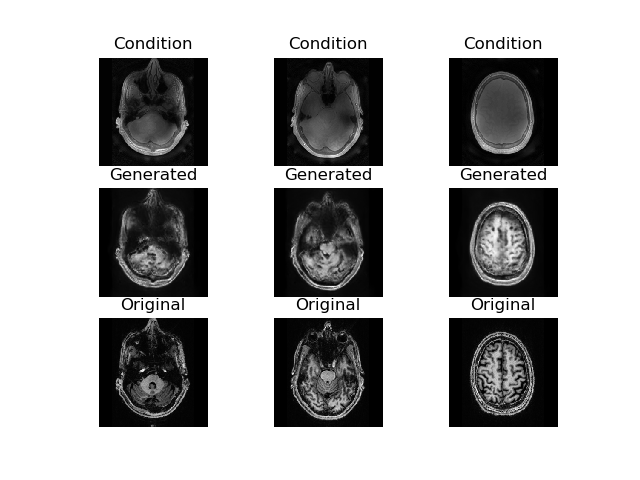 Condition Condition Condition
Generated Generated Generated
Original Original Original